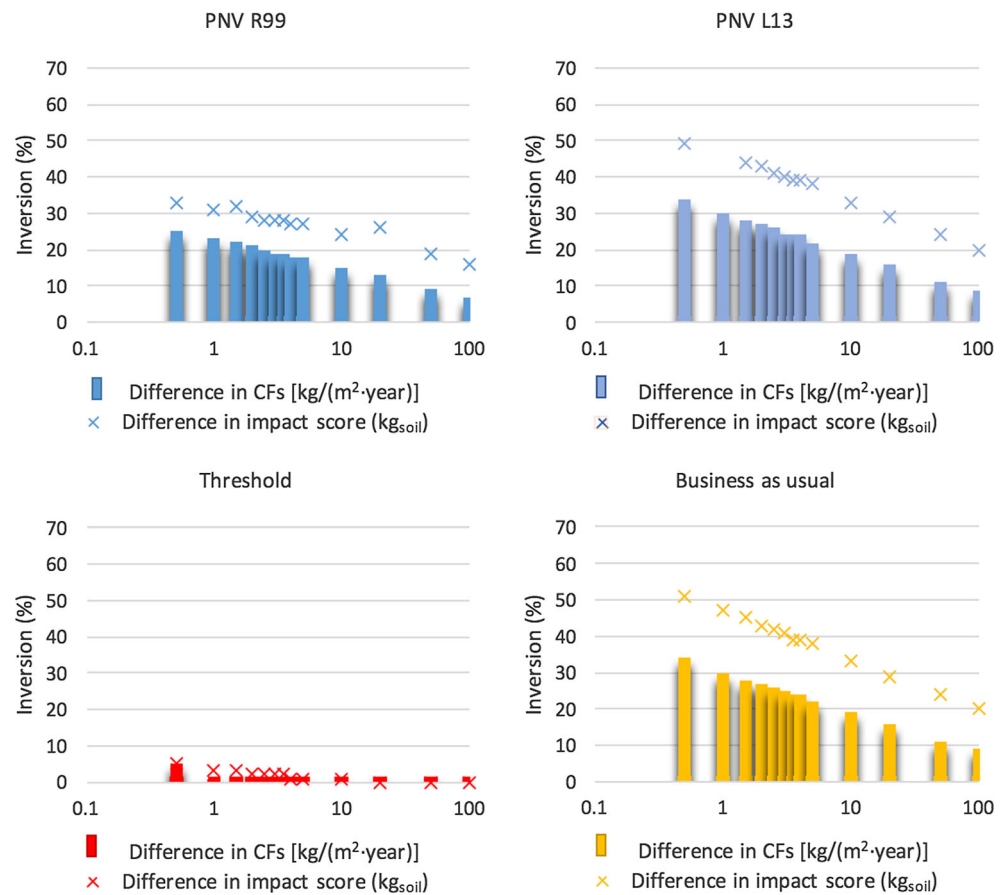 PNV R99
70
60
50
40
30
20
10
0
Inversion (%)
0.1 1 10 100
Difference in CFs [kg/(m²·year)]
Difference in impact score (kgsoil)
PNV L13
70
60
50
40
30
20
10
0
Inversion (%)
0.1 1 10 100
Difference in CFs [kg/(m²·year)]
Difference in impact score (kgsoil)
Threshold
70
60
50
40
30
20
10
0
Inversion (%)
0.1 1 10 100
Difference in CFs [kg/(m²·year)]
Difference in impact score (kgsoil)
Business as usual
70
60
50
40
30
20
10
0
Inversion (%)
0.1 1 10 100
Difference in CFs [kg/(m²·year)]
Difference in impact score (kgsoil)